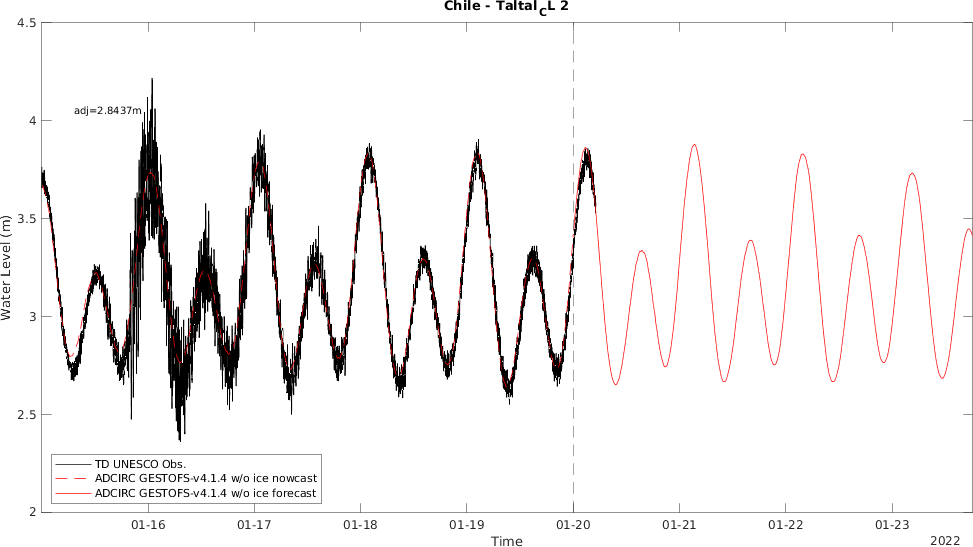 Chile - Taltal_CL 2
4.5
4
3.5
3
2.5
2
Water Level (m)
adj=2.8437m
TD UNESCO Obs.
ADCIRC GESTOFS-v4.1.4 w/o ice nowcast
ADCIRC GESTOFS-v4.1.4 w/o ice forecast
01-16 01-17 01-18 01-19 01-20 01-21 01-22 01-23
Time
2022